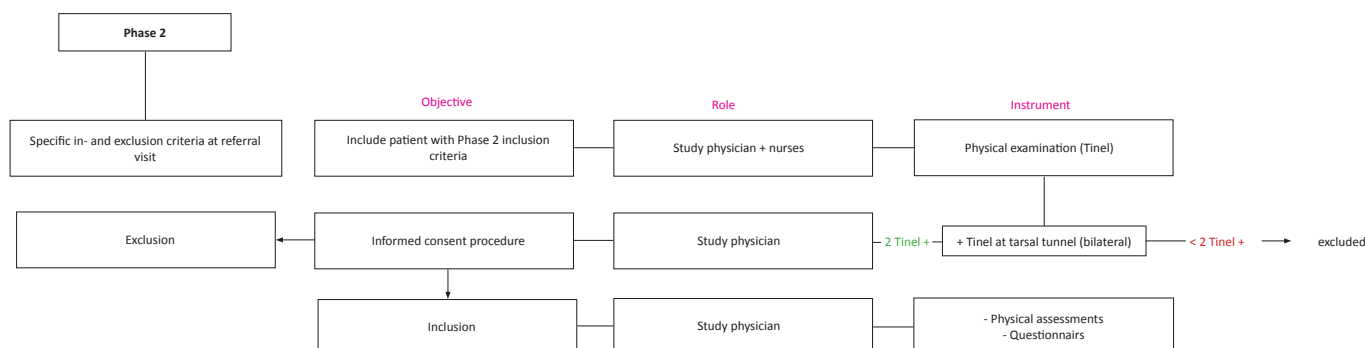 Phase 2
Objective
Role
Instrument
Specific in- and exclusion criteria at referral
visit
Include patient with Phase 2 inclusion
criteria
Study physician + nurses
Physical examination (Tinel)
Exclusion
Informed consent procedure
Study physician
2 Tinel +
+ Tinel at tarsal tunnel (bilateral)
< 2 Tinel +
excluded
Inclusion
Study physician
- Physical assessments
- Questionnairs